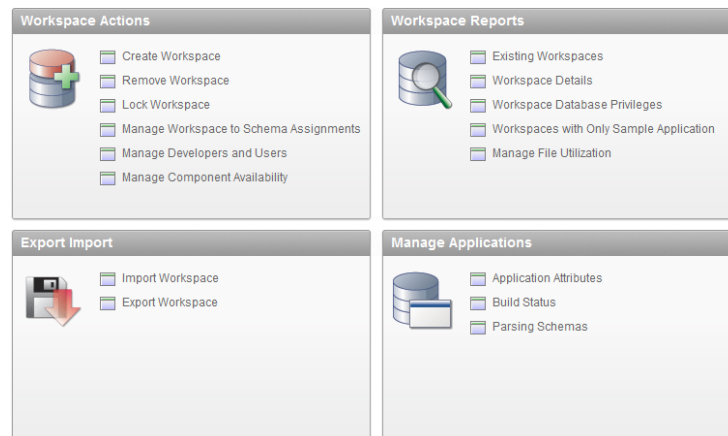 Workspace Actions
Create Workspace
Remove Workspace
Lock Workspace
Manage Workspace to Schema Assignments
Manage Developers and Users
Manage Component Availability
Workspace Reports
Existing Workspaces
Workspace Details
Workspace Database Privileges
Workspaces with Only Sample Application
Manage File Utilization
Export Import
Import Workspace
Export Workspace
Manage Applications
Application Attributes
Build Status
Parsing Schemas